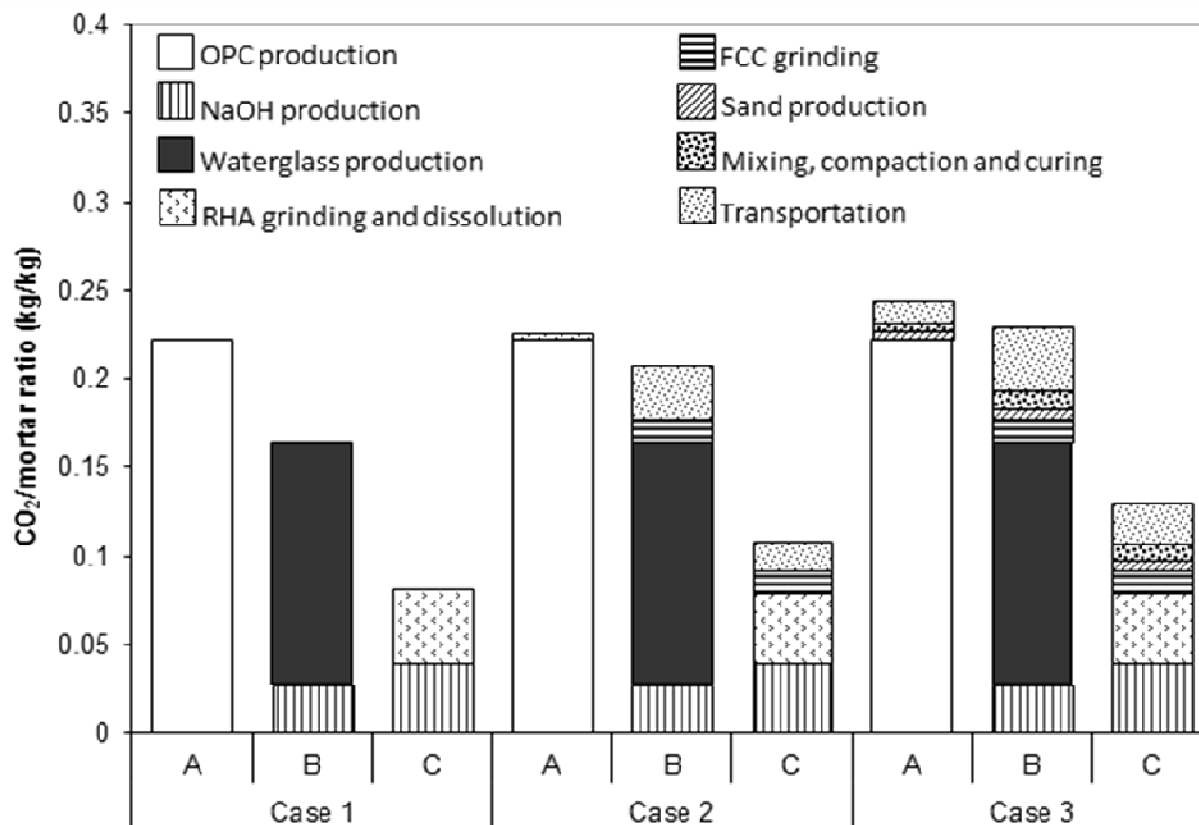 0.4
0.35
0.3
0.25
0.2
0.15
0.1
0.05
0
CO₂/mortar ratio (kg/kg)
OPC production
NaOH production
Waterglass production
RHA grinding and dissolution
FCC grinding
Sand production
Mixing, compaction and curing
Transportation
A B C A B C A B C
Case 1 Case 2 Case 3